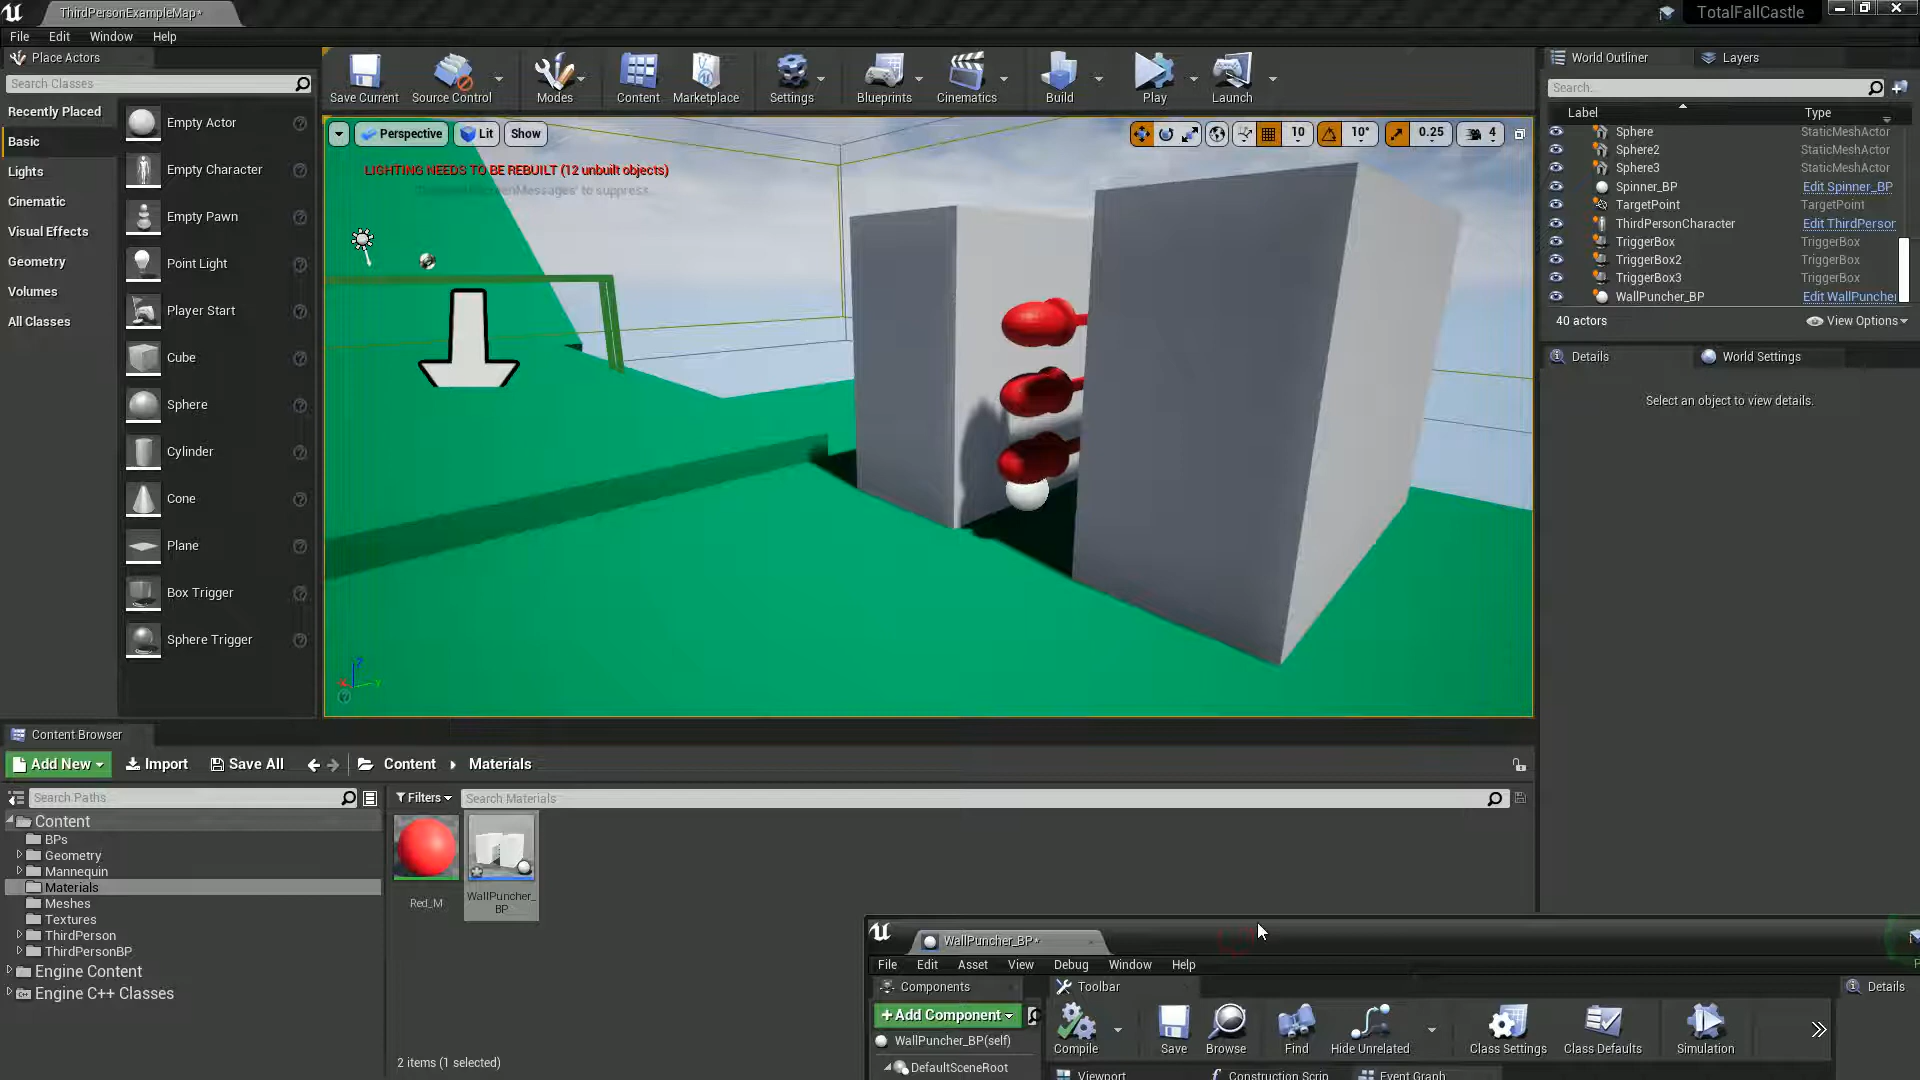 ThirdPersonExampleMap*
TotalFallCastle
File Edit Window Help
Place Actors
Search Classes
Recently Placed
Basic
Lights
Cinematic
Visual Effects
Geometry
Volumes
All Classes
Empty Actor
Empty Character
Empty Pawn
Point Light
Player Start
Cube
Sphere
Cylinder
Cone
Plane
Box Trigger
Sphere Trigger
Save Current Source Control Modes Content Marketplace Settings Blueprints Cinematics Build Play Launch
Perspective Lit Show
10 10° 0.25 4
LIGHTING NEEDS TO BE REBUILT (12 unbuilt objects)
to suppress
World Outliner Layers
Search...
Label Type
Sphere StaticMeshActor
Sphere2 StaticMeshActor
Sphere3 StaticMeshActor
Spinner_BP Edit Spinner_BP
TargetPoint TargetPoint
ThirdPersonCharacter Edit ThirdPerson
TriggerBox TriggerBox
TriggerBox2 TriggerBox
TriggerBox3 TriggerBox
WallPuncher_BP Edit WallPuncher
40 actors View Options
Details World Settings
Select an object to view details.
Content Browser
Add New Import Save All Content Materials
Search Paths
Filters Search Materials
Content
BPs
Geometry
Mannequin
Materials
Meshes
Textures
ThirdPerson
ThirdPersonBP
Engine Content
Engine C++ Classes
Red_M
WallPuncher_
BP
2 items (1 selected)
WallPuncher_BP*
File Edit Asset View Debug Window Help
Components Toolbar Details
+Add Component
WallPuncher_BP(self)
DefaultSceneRoot
Compile Save Browse Find Hide Unrelated Class Settings Class Defaults Simulation
Viewport Construction Scrip Event Graph